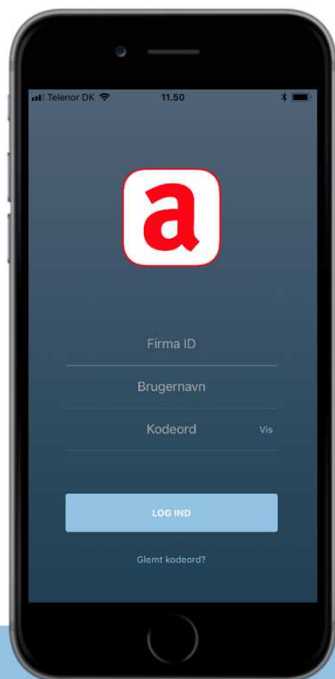 Telenor DK 11.50
a
Firma ID
Brugernavn
Kodeord Vis
LOG IND
Glemt kodeord?